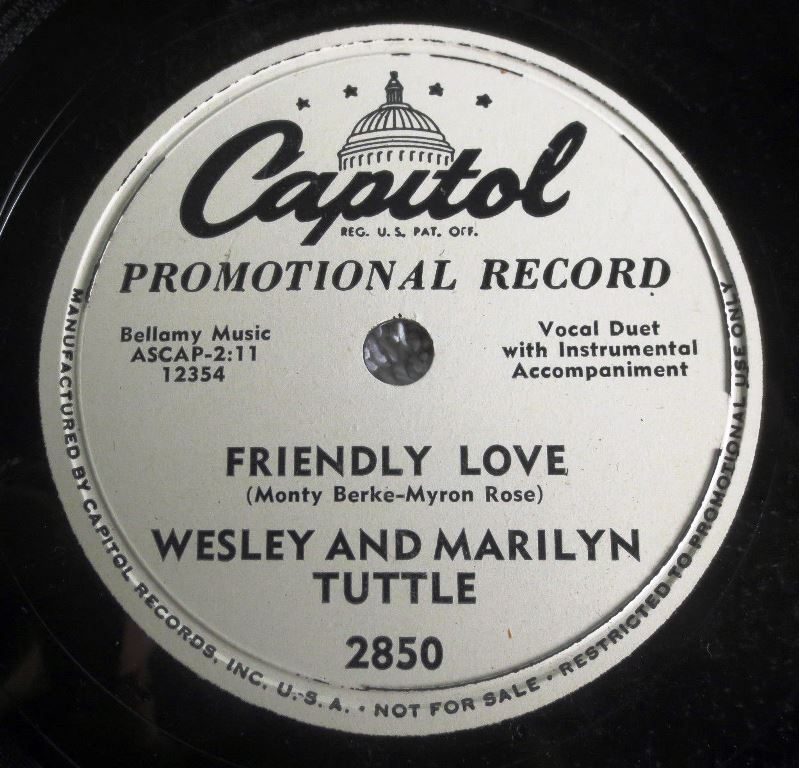 Capitol
REG. U. S. PAT. OFF.
PROMOTIONAL RECORD
Bellamy Music
ASCAP-2:11
12354
Vocal Duet
with Instrumental
Accompaniment
FRIENDLY LOVE
(Monty Berke-Myron Rose)
WESLEY AND MARILYN
TUTTLE
2850
MANUFACTURED BY CAPITOL RECORDS, INC. U.S.A. • NOT FOR SALE • RESTRICTED TO PROMOTIONAL USE ONLY